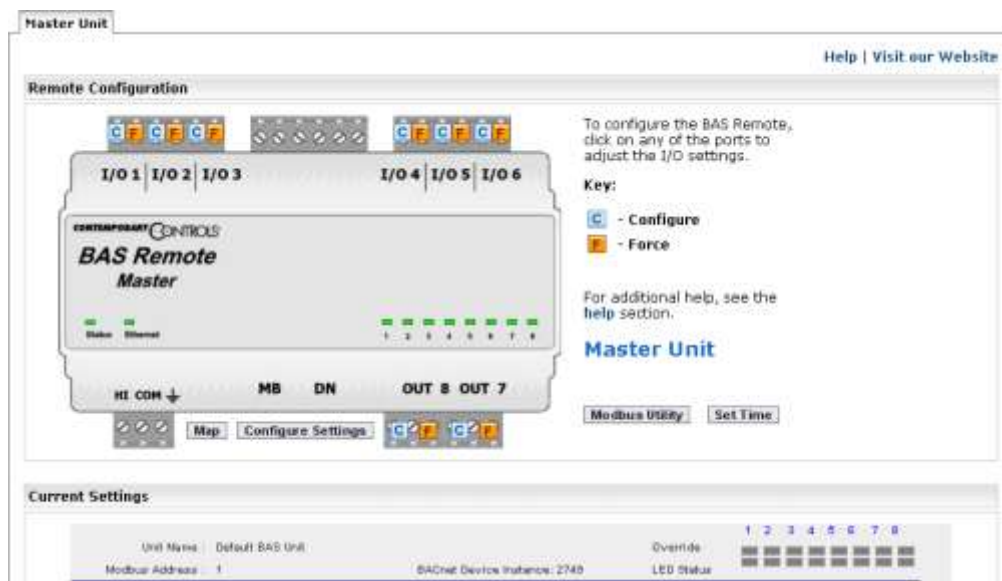 Master Unit
Help | Visit our Website
Remote Configuration
C F C F C F C F C F C F
I/O 1 I/O 2 I/O 3 I/O 4 I/O 5 I/O 6
To configure the BAS Remote,
click on any of the ports to
adjust the I/O settings.
Key:
C - Configure
F - Force
CONTEMPORARY CONTROLS
BAS Remote
Master
Status Ethernet 1 2 3 4 5 6 7 8
For additional help, see the
help section.
Master Unit
HI COM MB DN OUT 8 OUT 7
Map Configure Settings C F C F
Modbus Utility Set Time
Current Settings
1 2 3 4 5 6 7 8
Unit Name : Default BAS Unit Override
Modbus Address : 1 BACnet Device Instance: 2749 LED Status